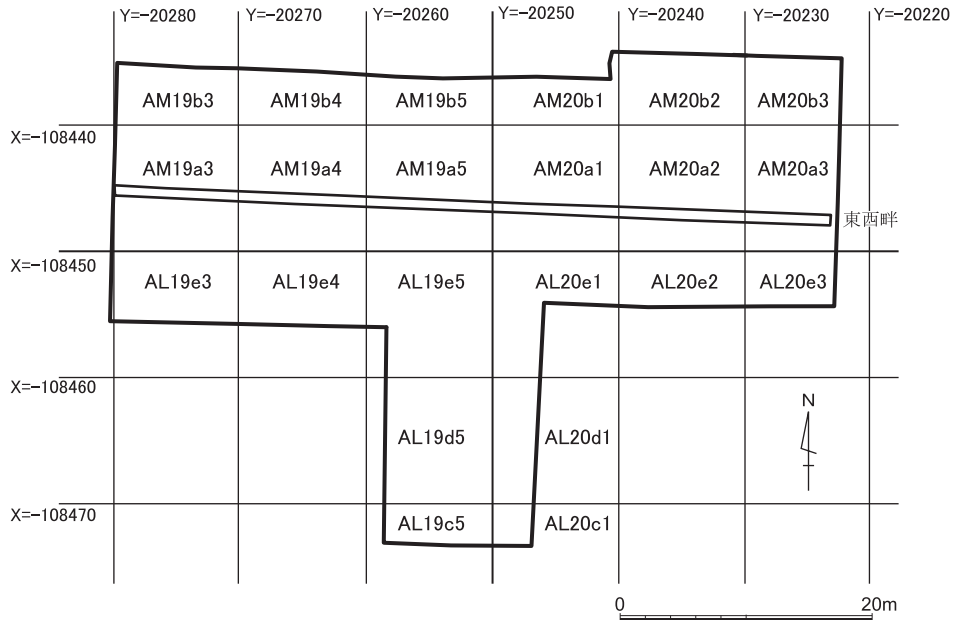 Y=-20280 Y=-20270 Y=-20260 Y=-20250 Y=-20240 Y=-20230 Y=-20220
AM19b3 AM19b4 AM19b5 AM20b1 AM20b2 AM20b3
X=-108440
AM19a3 AM19a4 AM19a5 AM20a1 AM20a2 AM20a3
東西畔
X=-108450
AL19e3 AL19e4 AL19e5 AL20e1 AL20e2 AL20e3
X=-108460
N
AL19d5 AL20d1
X=-108470
AL19c5 AL20c1
0 20m